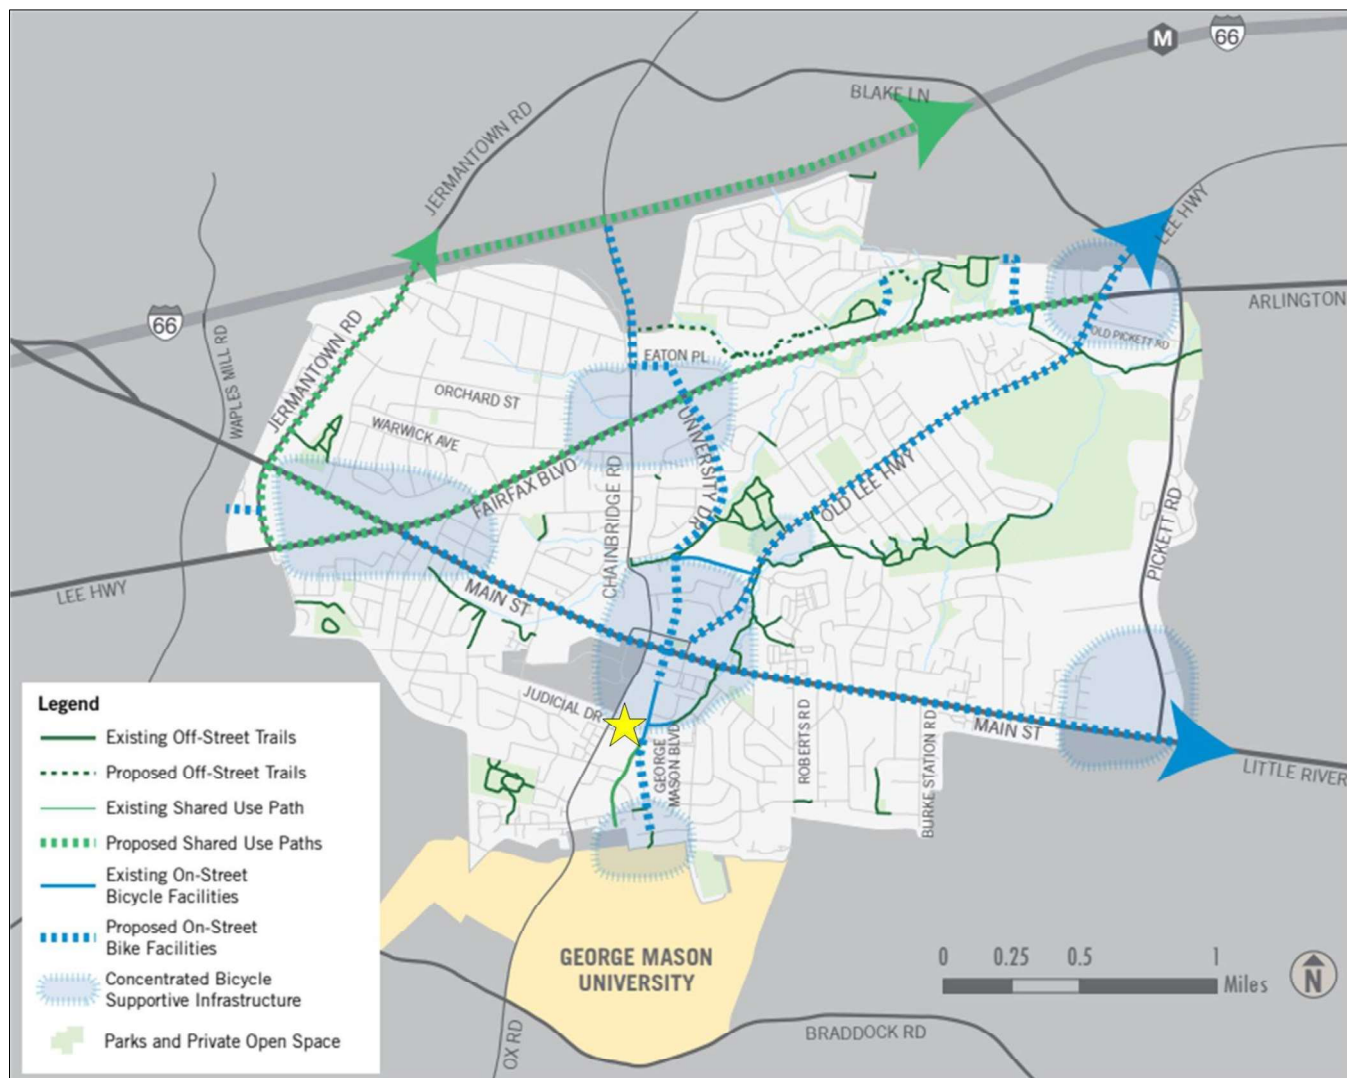 M
66
BLAKE LN
JERMANTOWN RD
LEE HWY
ARLINGTON
66
WAPLES MILL RD
JERMANTOWN RD
OLD PICKETT RD
EATON PL
ORCHARD ST
WARWICK AVE
UNIVERSITY DR
FAIRFAX BLVD
CHAINBRIDGE RD
OLD LEE HWY
PICKETT RD
LEE HWY
MAIN ST
JUDICIAL DR
GEORGE
MASON BLVD
ROBERTS RD
BURKE STATION RD
MAIN ST
LITTLE RIVER
Legend
Existing Off-Street Trails
Proposed Off-Street Trails
Existing Shared Use Path
Proposed Shared Use Paths
Existing On-Street
Bicycle Facilities
Proposed On-Street
Bike Facilities
Concentrated Bicycle
Supportive Infrastructure
Parks and Private Open Space
GEORGE MASON
UNIVERSITY
OX RD
BRADDOCK RD
0 0.25 0.5 1
Miles
N